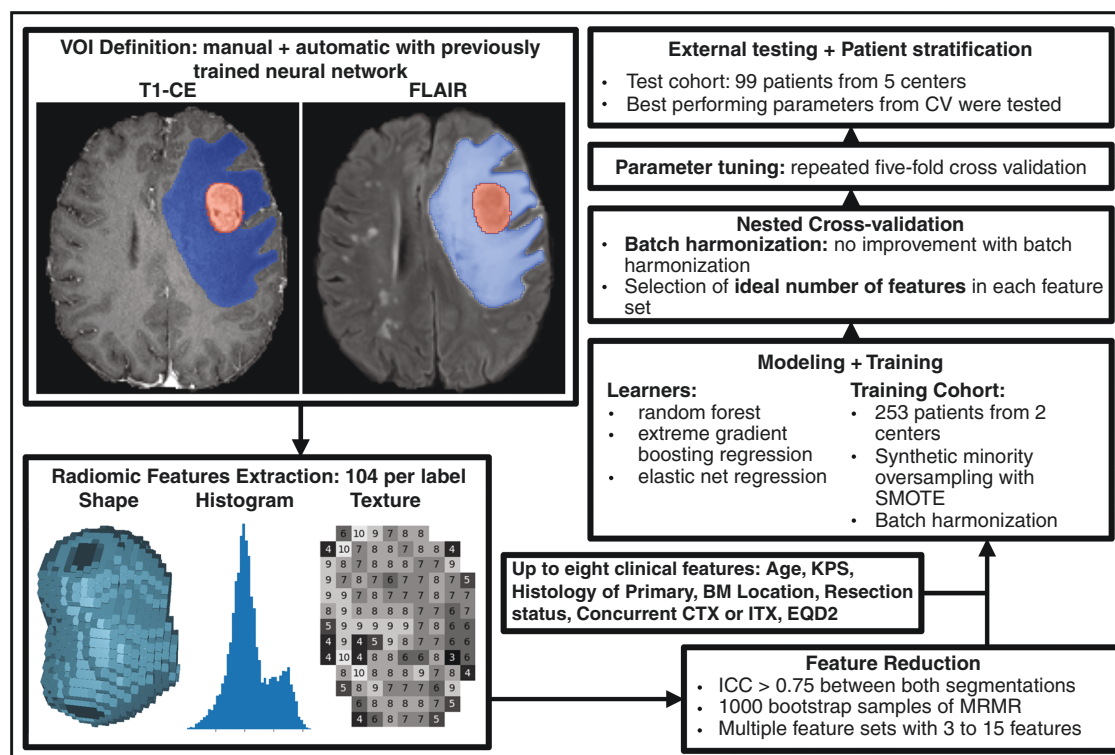 VOI Definition: manual + automatic with previously
trained neural network
T1-CE
FLAIR
Radiomic Features Extraction: 104 per label
Shape
Histogram
Texture
External testing + Patient stratification
• Test cohort: 99 patients from 5 centers
• Best performing parameters from CV were tested
Parameter tuning: repeated five-fold cross validation
Nested Cross-validation
• Batch harmonization: no improvement with batch
harmonization
• Selection of ideal number of features in each feature
set
Modeling + Training
Learners:
• random forest
• extreme gradient
boosting regression
• elastic net regression
Training Cohort:
• 253 patients from 2
centers
• Synthetic minority
oversampling with
SMOTE
• Batch harmonization
Up to eight clinical features: Age, KPS,
Histology of Primary, BM Location, Resection
status, Concurrent CTX or ITX, EQD2
Feature Reduction
• ICC > 0.75 between both segmentations
• 1000 bootstrap samples of MRMR
• Multiple feature sets with 3 to 15 features